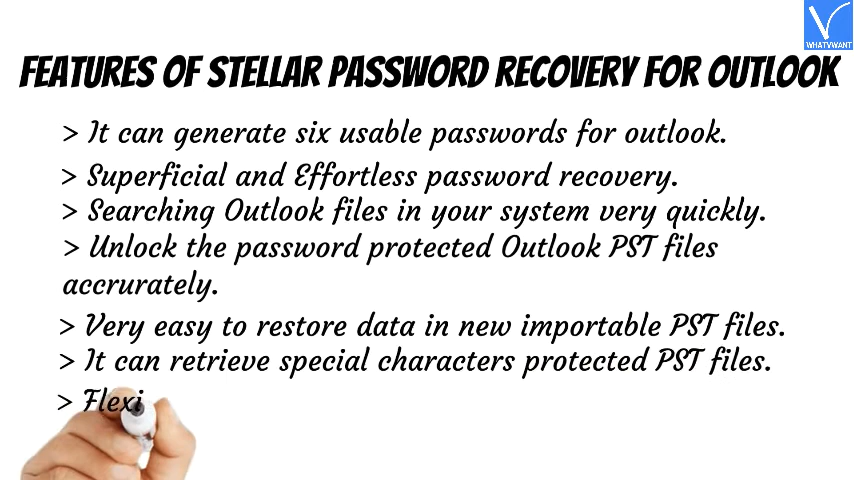 WHATVWANT
FEATURES OF STELLAR PASSWORD RECOVERY FOR OUTLOOK
> It can generate six usable passwords for outlook.
> Superficial and Effortless password recovery.
> Searching Outlook files in your system very quickly.
> Unlock the password protected Outlook PST files
accrurately.
> Very easy to restore data in new importable PST files.
> It can retrieve special characters protected PST files.
> Flexi